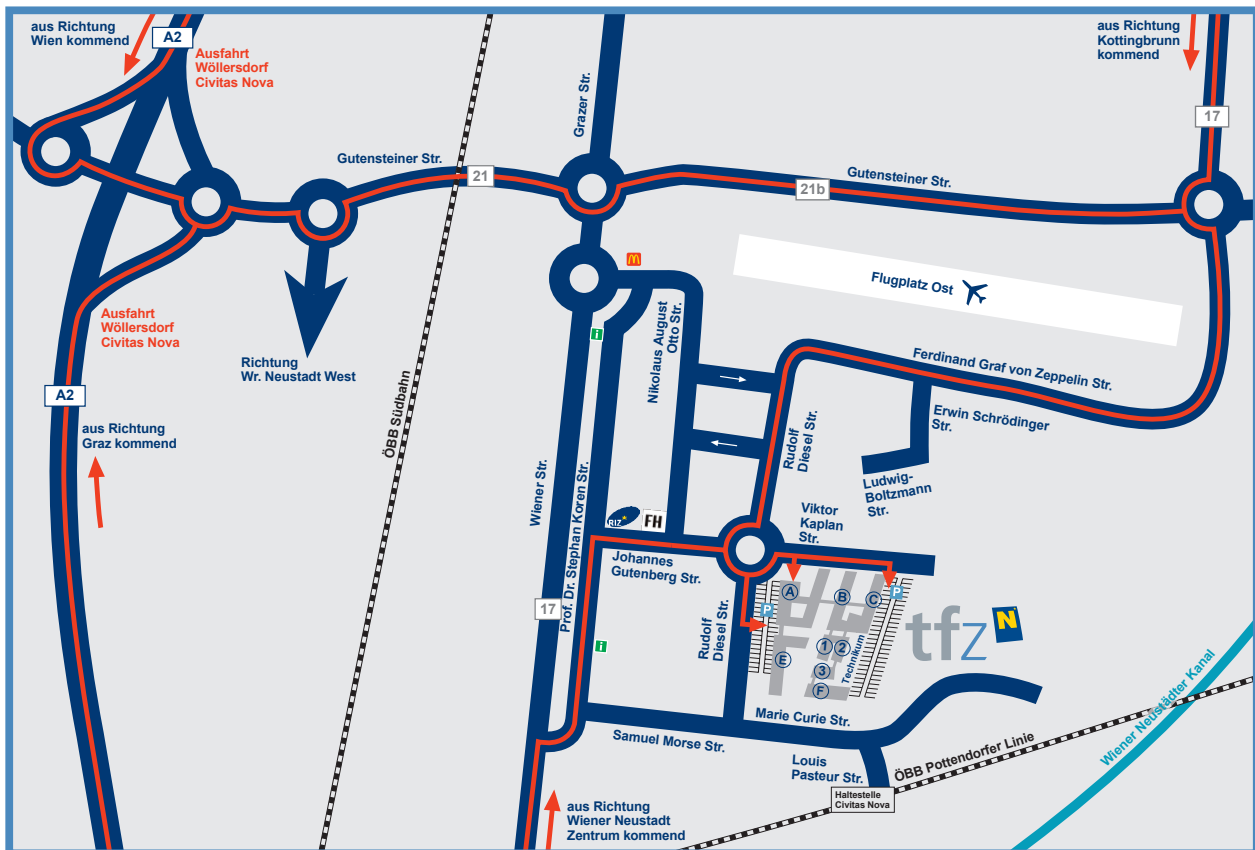 aus Richtung
Wien kommend
A2
Ausfahrt
Wöllersdorf
Civitas Nova
aus Richtung
Kottingbrunn
kommend
17
Grazer Str.
Gutensteiner Str.
21
21b
Gutensteiner Str.
Flugplatz Ost
Ausfahrt
Wöllersdorf
Civitas Nova
Richtung
Wr. Neustadt West
A2
aus Richtung
Graz kommend
ÖBB Südbahn
Nikolaus August
Otto Str.
Ferdinand Graf von Zeppelin Str.
Erwin Schrödinger
Str.
Rudolf
Diesel Str.
Ludwig-
Boltzmann
Str.
Wiener Str.
Prof. Dr. Stephan Koren Str.
RIZ
FH
Viktor
Kaplan
Str.
Johannes
Gutenberg Str.
17
Rudolf
Diesel Str.
P
A
B
C
P
E
1
2
3
F
Technikum
tfz
N
i
i
Marie Curie Str.
Samuel Morse Str.
Louis
Pasteur Str.
ÖBB Pottendorfer Linie
Wiener Neustädter Kanal
Haltestelle
Civitas Nova
aus Richtung
Wiener Neustadt
Zentrum kommend